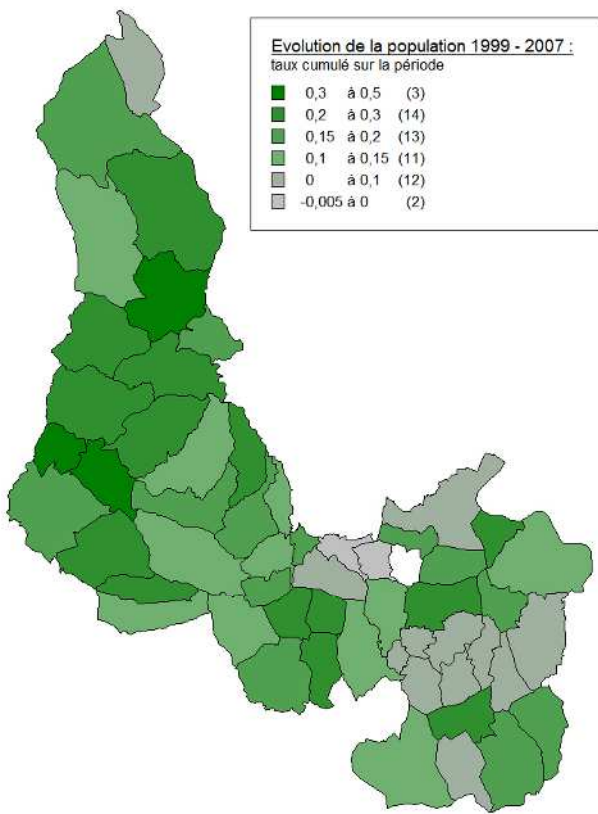 Evolution de la population 1999 - 2007 :
taux cumulé sur la période
0,3 à 0,5 (3)
0,2 à 0,3 (14)
0,15 à 0,2 (13)
0,1 à 0,15 (11)
0 à 0,1 (12)
-0,005 à 0 (2)